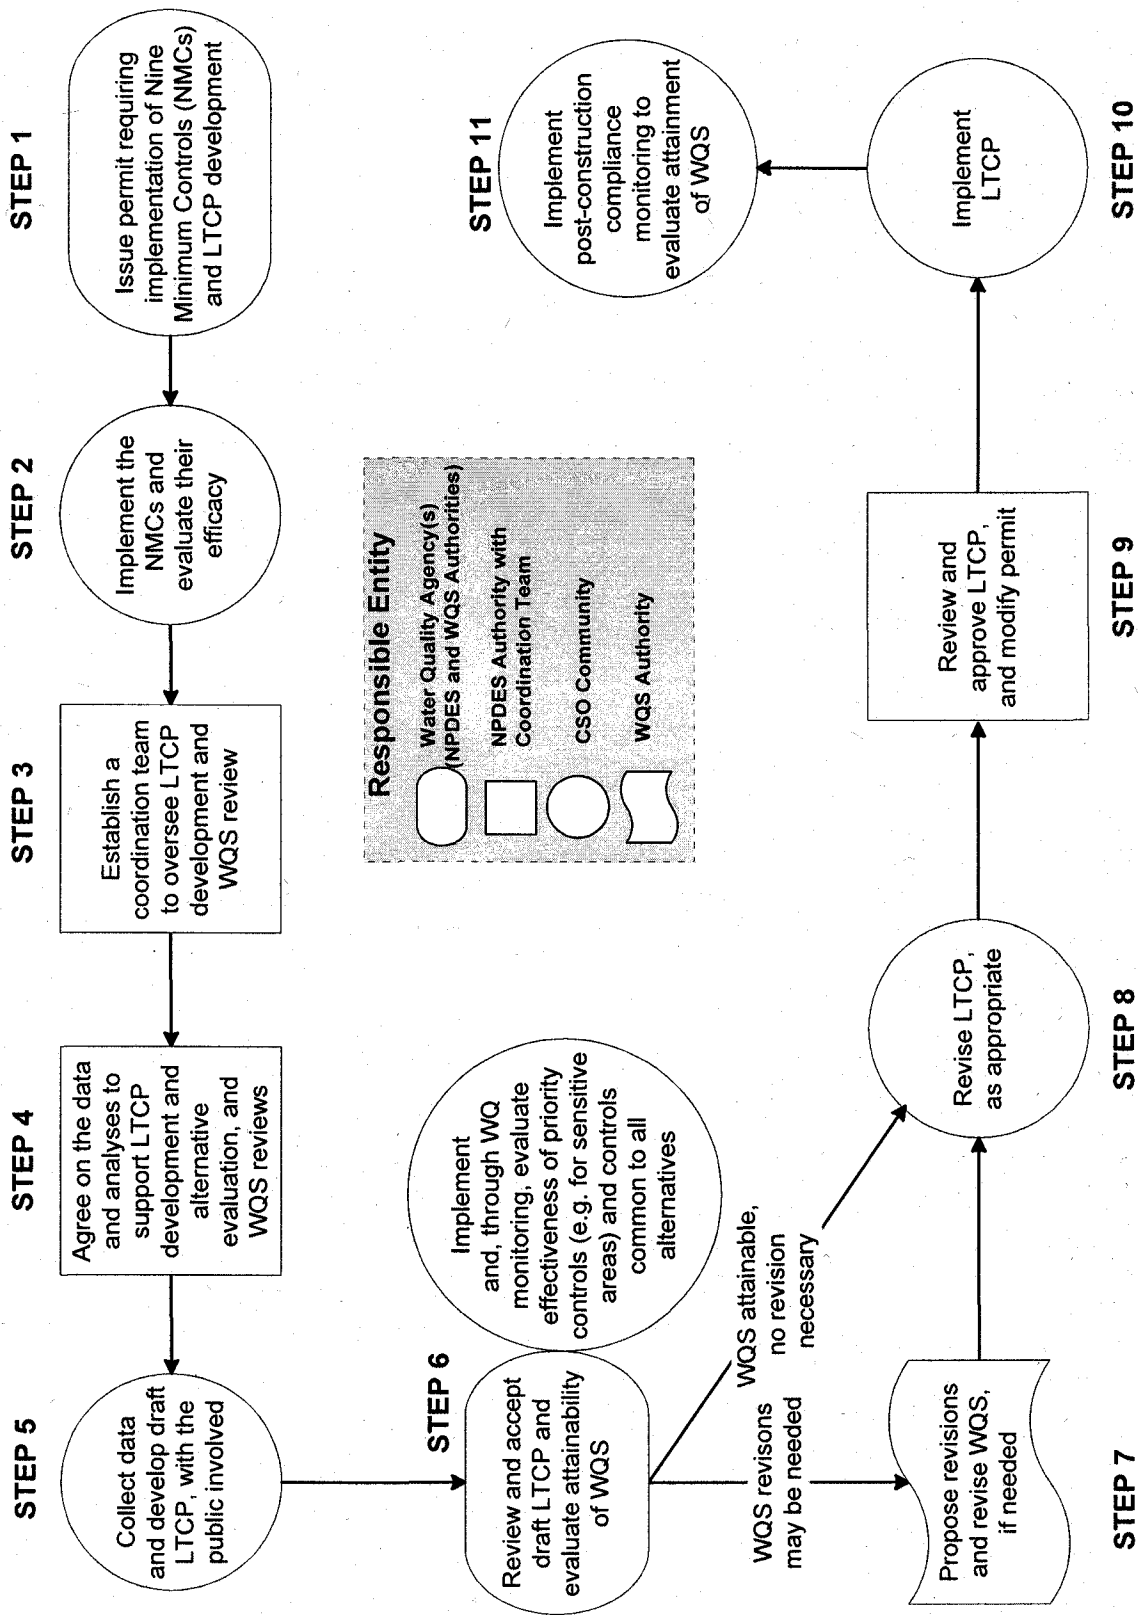 STEP 1
Issue permit requiring
implementation of Nine
Minimum Controls (NMCs)
and LTCP development
STEP 2
Implement the
NMCs and
evaluate their
efficacy
STEP 3
Establish a
coordination team
to oversee LTCP
development and
WQS review
STEP 4
Agree on the data
and analyses to
support LTCP
development and
alternative
evaluation, and
WQS reviews
STEP 5
Collect data
and develop draft
LTCP, with the
public involved
STEP 6
Review and accept
draft LTCP and
evaluate attainability
of WQS
Implement
and, through WQ
monitoring, evaluate
effectiveness of priority
controls (e.g. for sensitive
areas) and controls
common to all
alternatives
WQS revisons
may be needed
WQS attainable,
no revision
necessary
STEP 7
Propose revisions
and revise WQS,
if needed
STEP 8
Revise LTCP,
as appropriate
STEP 9
Review and
approve LTCP,
and modify permit
STEP 10
Implement
LTCP
STEP 11
Implement
post-construction
compliance
monitoring to
evaluate attainment
of WQS
Responsible Entity
Water Quality Agency(s)
(NPDES and WQS Authorities)
NPDES Authority with
Coordination Team
CSO Community
WQS Authority